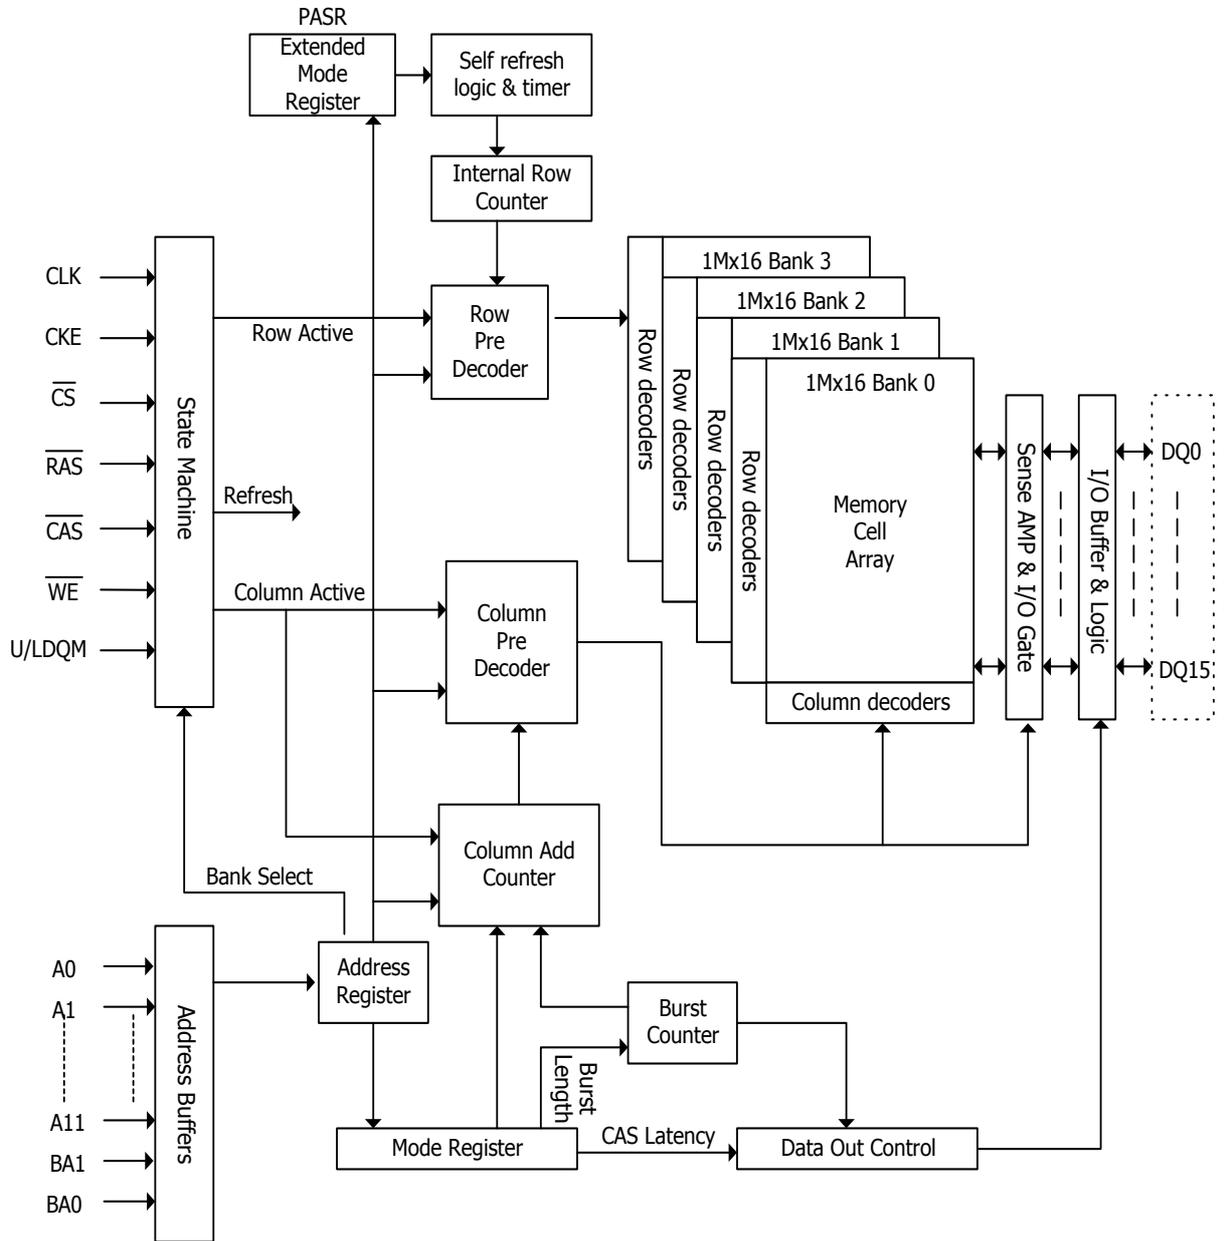 PASR
Extended
Mode
Register
Self refresh
logic & timer
Internal Row
Counter
CLK
CKE
CS
RAS
CAS
WE
U/LDQM
State Machine
Row Active
Refresh
Column Active
Row
Pre
Decoder
Column
Pre
Decoder
Column Add
Counter
Bank Select
1Mx16 Bank 3
1Mx16 Bank 2
1Mx16 Bank 1
1Mx16 Bank 0
Row decoders
Row decoders
Row decoders
Row decoders
Memory
Cell
Array
Column decoders
Sense AMP & I/O Gate
I/O Buffer & Logic
DQ0
DQ15
A0
A1
A11
BA1
BA0
Address Buffers
Address
Register
Burst
Counter
Burst
Length
Mode Register
CAS Latency
Data Out Control